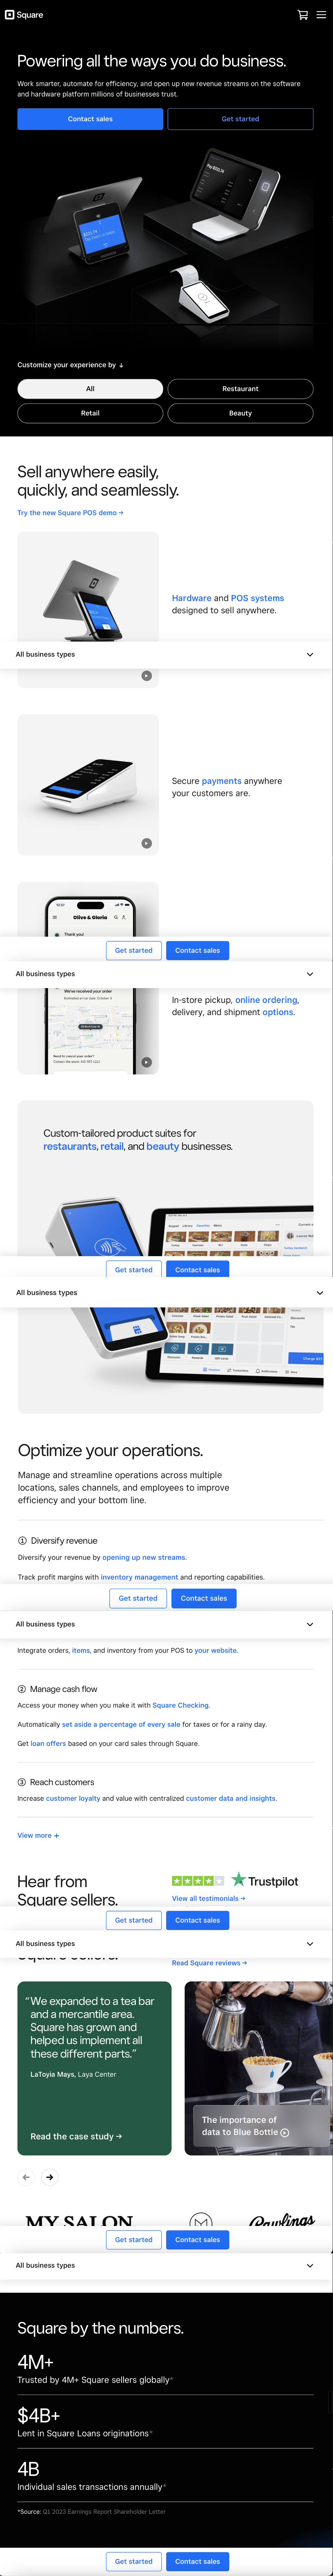 Square
Powering all the ways you do business.
Work smarter, automate for efficiency, and open up new revenue streams on the software
and hardware platform millions of businesses trust.
Contact sales
Get started
Customize your experience by ↓
All
Restaurant
Retail
Beauty
Sell anywhere easily,
quickly, and seamlessly.
Try the new Square POS demo →
Hardware and POS systems
designed to sell anywhere.
All business types
Secure payments anywhere
your customers are.
Olive & Gloria
Thank you!
Get started
Contact sales
All business types
We've received your order
In-store pickup, online ordering,
delivery, and shipment options.
Custom-tailored product suites for
restaurants, retail, and beauty businesses.
Get started
Contact sales
All business types
Optimize your operations.
Manage and streamline operations across multiple
locations, sales channels, and employees to improve
efficiency and your bottom line.
1 Diversify revenue
Diversify your revenue by opening up new streams.
Track profit margins with inventory management and reporting capabilities.
Get started
Contact sales
All business types
Integrate orders, items, and inventory from your POS to your website.
2 Manage cash flow
Access your money when you make it with Square Checking.
Automatically set aside a percentage of every sale for taxes or for a rainy day.
Get loan offers based on your card sales through Square.
3 Reach customers
Increase customer loyalty and value with centralized customer data and insights.
View more +
Hear from
Square sellers.
Trustpilot
View all testimonials →
Get started
Contact sales
All business types
Square sellers.
Read Square reviews →
“We expanded to a tea bar
and a mercantile area.
Square has grown and
helped us implement all
these different parts.”
LaToyia Mays, Laya Center
Read the case study →
The importance of
data to Blue Bottle
MY SALON
M
Rawlings
Get started
Contact sales
All business types
Square by the numbers.
4M+
Trusted by 4M+ Square sellers globally*
$4B+
Lent in Square Loans originations*
4B
Individual sales transactions annually*
*Source: Q1 2023 Earnings Report Shareholder Letter
Get started
Contact sales